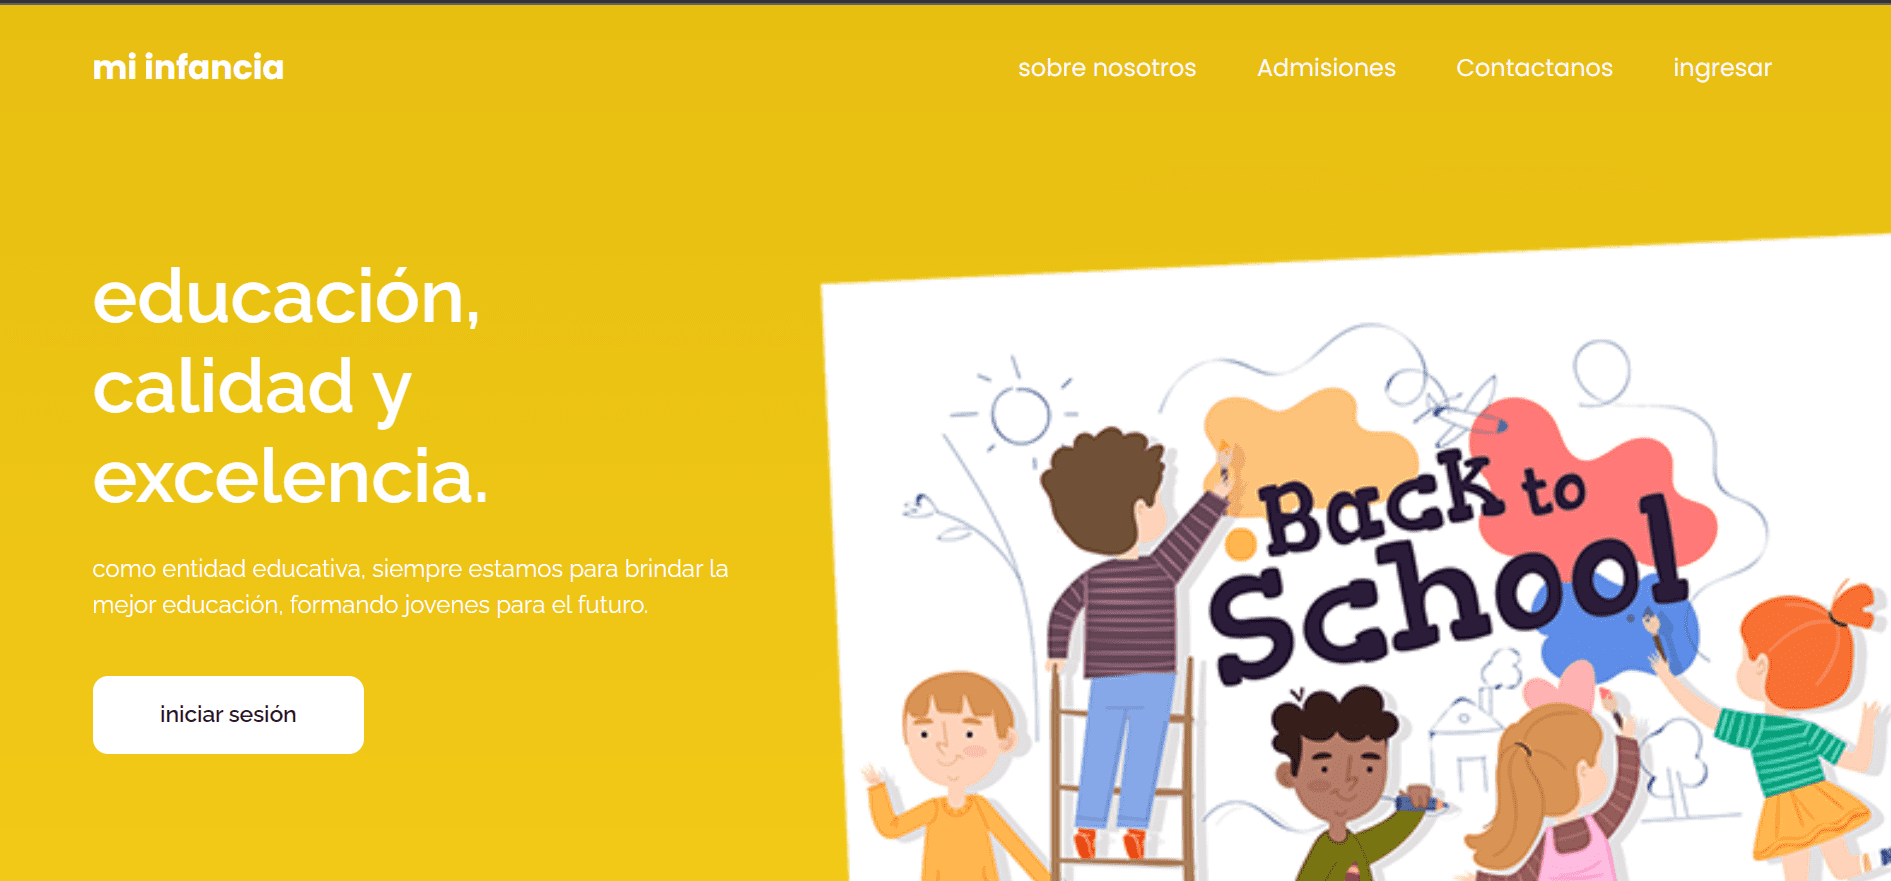 mi infancia
sobre nosotros
Admisiones
Contactanos
ingresar
educación,
calidad y
excelencia.
como entidad educativa, siempre estamos para brindar la
mejor educación, formando jovenes para el futuro.
iniciar sesión
Back to
School